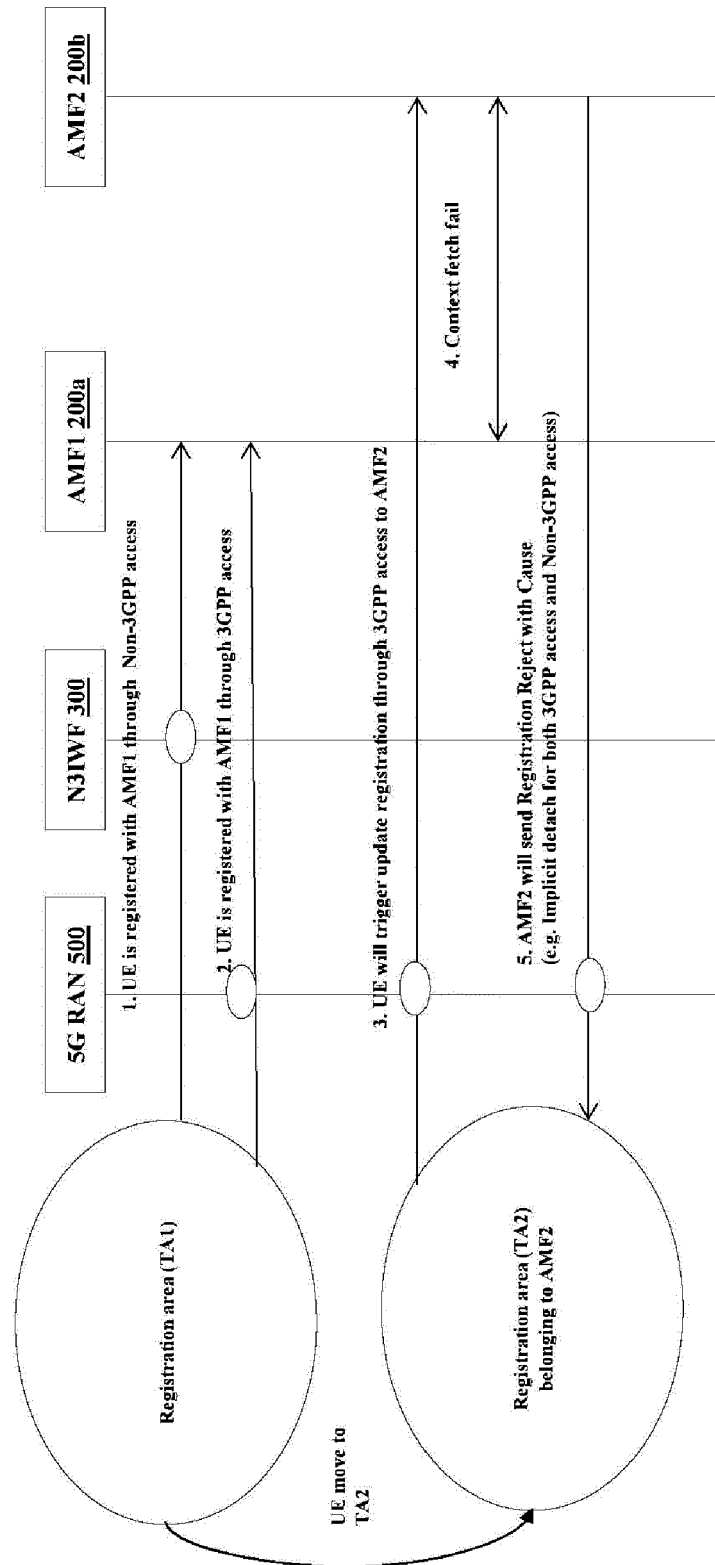 5G RAN 500
N3IWF 300
AMF1 200a
AMF2 200b
Registration area (TA1)
1. UE is registered with AMF1 through Non-3GPP access
2. UE is registered with AMF1 through 3GPP access
UE move to
TA2
3. UE will trigger update registration through 3GPP access to AMF2
4. Context fetch fail
Registration area (TA2)
belonging to AMF2
5. AMF2 will send Registration Reject with Cause
(e.g. Implicit detach for both 3GPP access and Non-3GPP access)